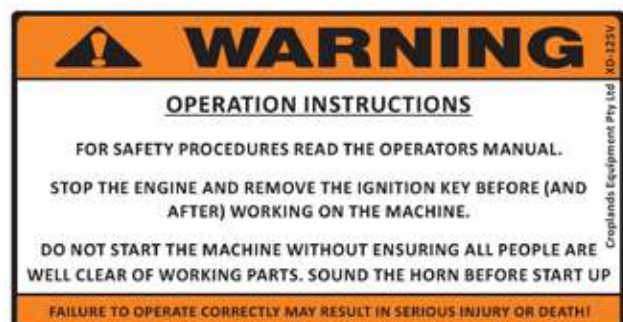 WARNING
OPERATION INSTRUCTIONS
FOR SAFETY PROCEDURES READ THE OPERATORS MANUAL.
STOP THE ENGINE AND REMOVE THE IGNITION KEY BEFORE (AND
AFTER) WORKING ON THE MACHINE.
DO NOT START THE MACHINE WITHOUT ENSURING ALL PEOPLE ARE
WELL CLEAR OF WORKING PARTS. SOUND THE HORN BEFORE START UP
FAILURE TO OPERATE CORRECTLY MAY RESULT IN SERIOUS INJURY OR DEATH!
Croplands Equipment Pty Ltd XD-125V